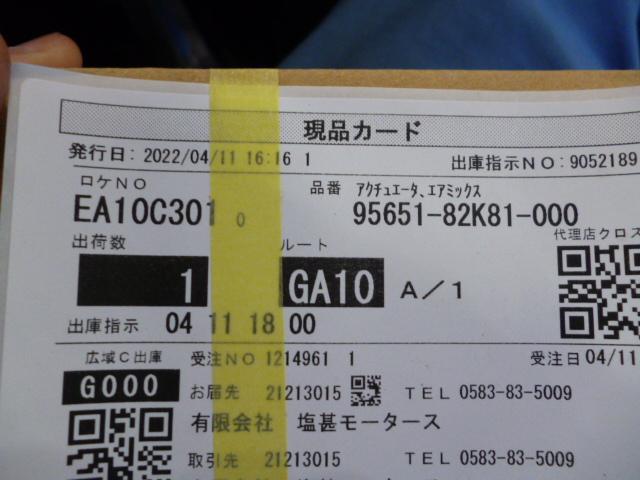 現品カード
発行日：2022/04/11 16:16 1 出庫指示NO：9052189
ロケNO 品番 アクチュエータ、エアミックス
EA10C301 0 95651-82K81-000
出荷数 ルート 代理店クロス
1 GA10 A／1
出庫指示 04 11 18 00
広域C出庫 受注NO 1214961 1 受注日 04/11
G000 お届先 21213015 TEL 0583-83-5009
有限会社 塩甚モータース
取引先 21213015 TEL 0583-83-5009